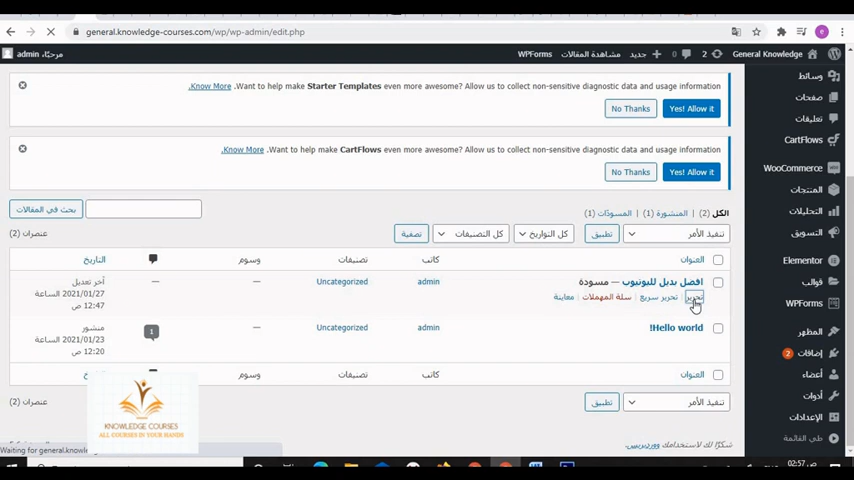 general.knowledge-courses.com/wp/wp-admin/edit.php
General Knowledge
2
0
جديد
مشاهدة المقالات
WPForms
مرحبًا، admin
وسائط
صفحات
تعليقات
CartFlows
WooCommerce
المنتجات
التحليلات
التسويق
Elementor
قوالب
WPForms
المظهر
إضافات 2
أعضاء
أدوات
الإعدادات
طي القائمة
Want to help make Starter Templates even more awesome? Allow us to collect non-sensitive diagnostic data and usage information. Know More.
Yes! Allow it
No Thanks
Want to help make CartFlows even more awesome? Allow us to collect non-sensitive diagnostic data and usage information. Know More.
Yes! Allow it
No Thanks
الكل (2) | المنشورة (1) | المسودّات (1)
بحث في المقالات
تنفيذ الأمر
تطبيق
كل التواريخ
كل التصنيفات
تصفية
(2) عنصران
العنوان
كاتب
تصنيفات
وسوم
التاريخ
افضل بديل لليوتيوب — مسودة
تحرير | تحرير سريع | سلة المهملات | معاينة
admin
Uncategorized
—
—
آخر تعديل
2021/01/27 الساعة
12:47 ص
Hello world!
admin
Uncategorized
—
1
منشور
2021/01/23 الساعة
12:20 ص
العنوان
كاتب
تصنيفات
وسوم
تنفيذ الأمر
تطبيق
(2) عنصران
KNOWLEDGE COURSES
ALL COURSES IN YOUR HANDS
شكرًا لك لاستخدامك ووردبريس.
Waiting for general.knowle
02:57 ص